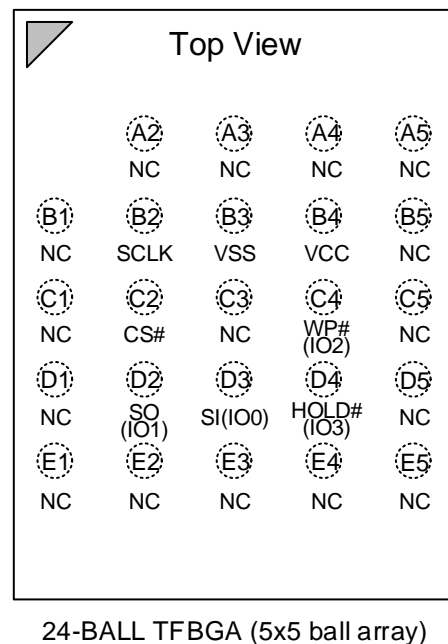 Top View
A2 A3 A4 A5
NC NC NC NC
B1 B2 B3 B4 B5
NC SCLK VSS VCC NC
C1 C2 C3 C4 C5
NC CS# NC WP# NC
(IO2)
D1 D2 D3 D4 D5
NC SO SI(IO0) HOLD# NC
(IO1) (IO3)
E1 E2 E3 E4 E5
NC NC NC NC NC
24-BALL TFBGA (5x5 ball array)